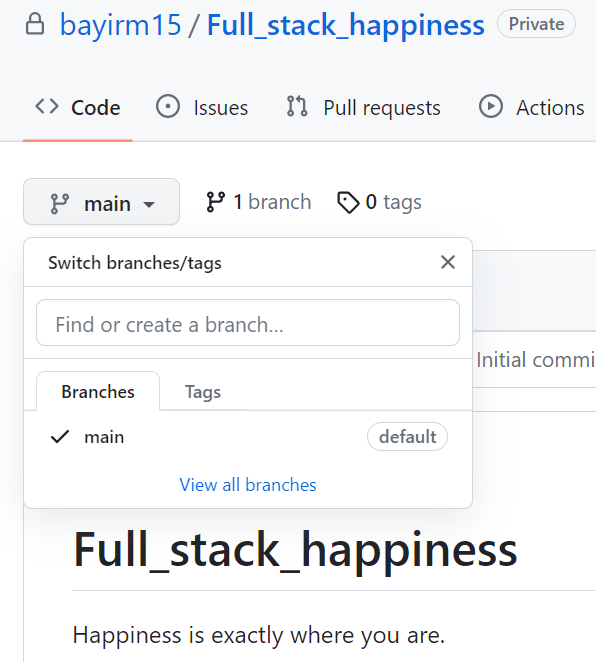 bayirm15 / Full_stack_happiness Private
Code Issues Pull requests Actions
main 1 branch 0 tags
Switch branches/tags
Find or create a branch...
Initial commi
Branches Tags
main default
View all branches
Full_stack_happiness
Happiness is exactly where you are.